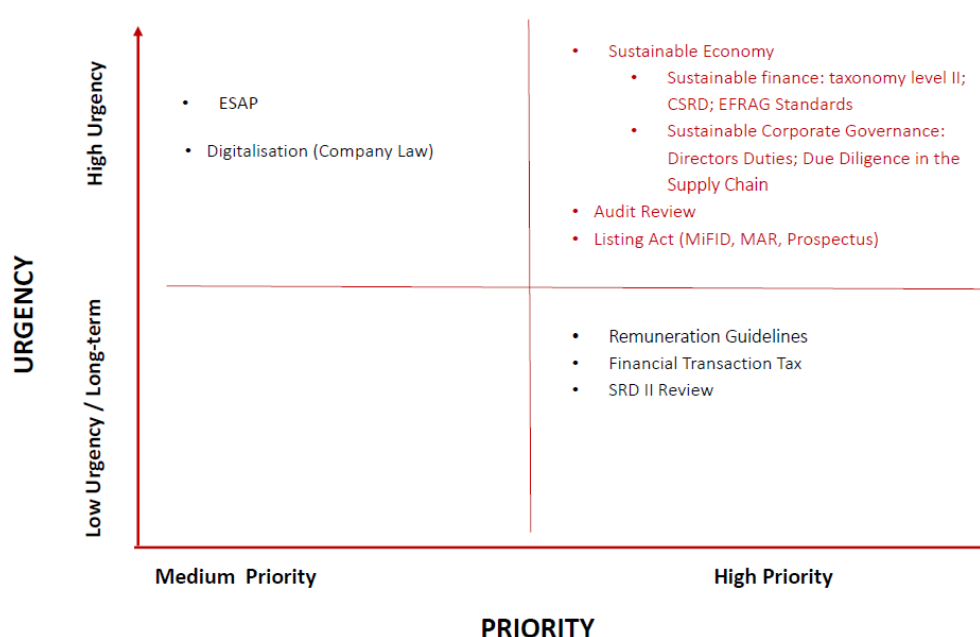 URGENCY
High Urgency
Low Urgency / Long-term
• ESAP
• Digitalisation (Company Law)
• Sustainable Economy
• Sustainable finance: taxonomy level II;
CSRD; EFRAG Standards
• Sustainable Corporate Governance:
Directors Duties; Due Diligence in the
Supply Chain
• Audit Review
• Listing Act (MiFID, MAR, Prospectus)
• Remuneration Guidelines
• Financial Transaction Tax
• SRD II Review
Medium Priority
High Priority
PRIORITY